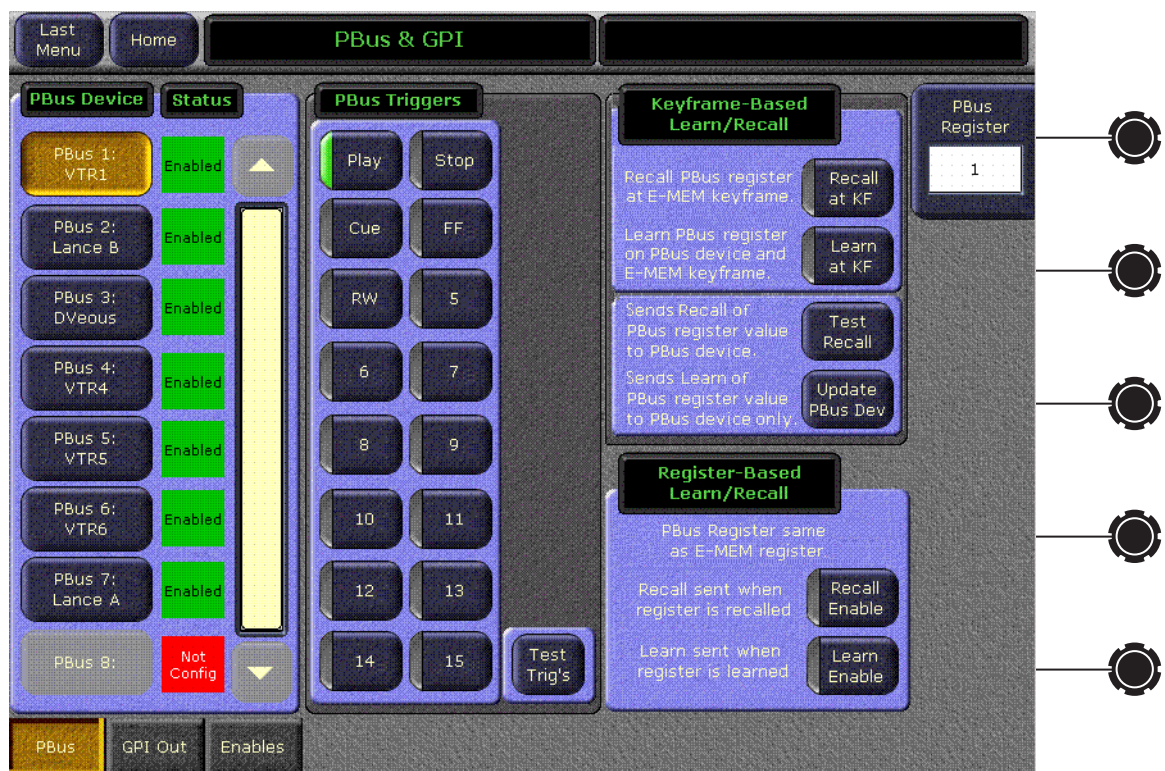 Last
Menu
Home
PBus & GPI
PBus Device
Status
PBus 1:
VTR1
Enabled
PBus 2:
Lance B
Enabled
PBus 3:
DVeous
Enabled
PBus 4:
VTR4
Enabled
PBus 5:
VTR5
Enabled
PBus 6:
VTR6
Enabled
PBus 7:
Lance A
Enabled
PBus 8:
Not
Config
PBus Triggers
Play
Stop
Cue
FF
RW
5
6
7
8
9
10
11
12
13
14
15
Test
Trig's
Keyframe-Based
Learn/Recall
Recall PBus register
at E-MEM keyframe.
Recall
at KF
Learn PBus register
on PBus device and
E-MEM keyframe.
Learn
at KF
Sends Recall of
PBus register value
to PBus device.
Test
Recall
Sends Learn of
PBus register value
to PBus device only.
Update
PBus Dev
Register-Based
Learn/Recall
PBus Register same
as E-MEM register
Recall sent when
register is recalled
Recall
Enable
Learn sent when
register is learned
Learn
Enable
PBus
Register
1
PBus
GPI Out
Enables